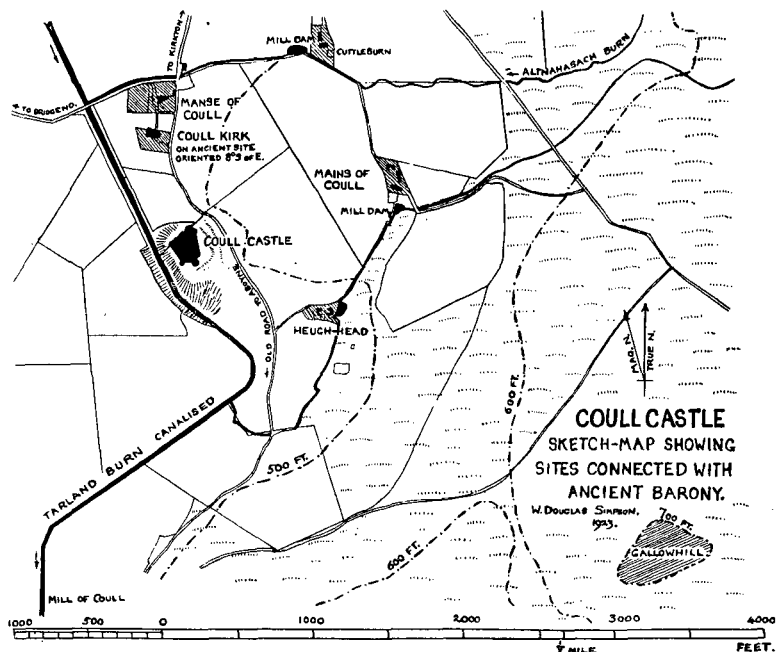 TO KIRKTON
MILL DAM
CUTTLEBURN
ALTNAHASACH BURN
TO BRIDGEND.
MANSE OF
COULL
COULL KIRK
ON ANCIENT SITE
ORIENTED 8°S OF E.
MAINS OF
COULL
MILL DAM
COULL CASTLE
OLD ROAD TO ABOYNE
HEUGH-HEAD
MAG. N.
TRUE N.
600 FT.
500 FT.
TARLAND BURN CANALISED
COULL CASTLE
SKETCH-MAP SHOWING
SITES CONNECTED WITH
ANCIENT BARONY.
W. DOUGLAS SIMPSON,
1923.
700 FT.
GALLOWHILL
600 FT.
MILL OF COULL
1000 500 0 1000 2,000 3000 4000
½ MILE FEET.